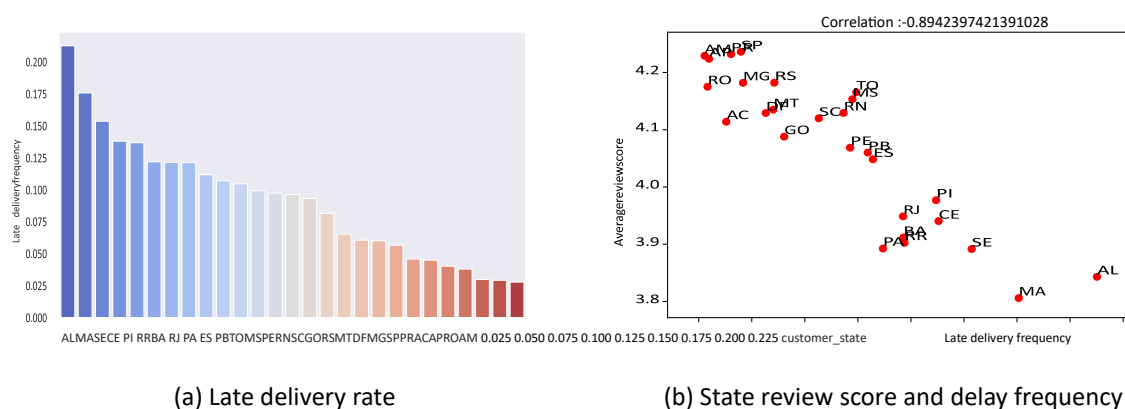 Correlation :-0.8942397421391028
Late deliveryfrequency
0.200
0.175
0.150
0.125
0.100
0.075
0.050
0.025
0.000
Averagereviewscore
4.2
4.1
4.0
3.9
3.8
AM
AP
PR
SP
RO
MG
RS
TO
MS
AC
DF
MT
SC
RN
GO
PE
PB
ES
PI
RJ
CE
BA
RR
PA
SE
AL
MA
ALMASECE PI RRBA RJ PA ES PBTOMSPERNSCGORSMTDFMGSPPRACAPROAM 0.025 0.050 0.075 0.100 0.125 0.150 0.175 0.200 0.225 customer_state Late delivery frequency
(a) Late delivery rate
(b) State review score and delay frequency